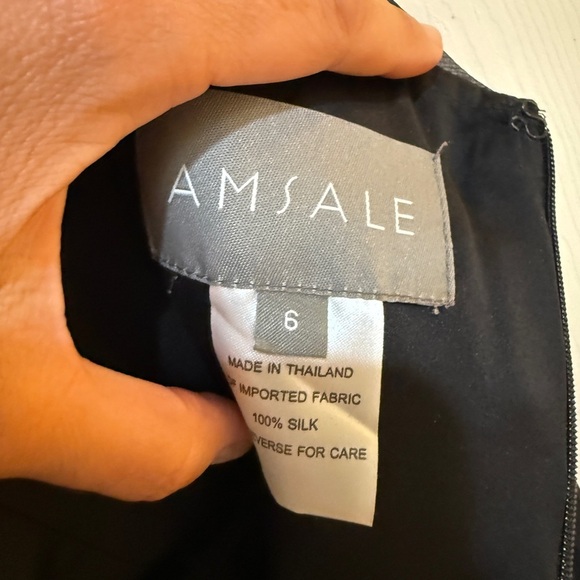 AMSALE
6
MADE IN THAILAND
IMPORTED FABRIC
100% SILK
FOR CARE